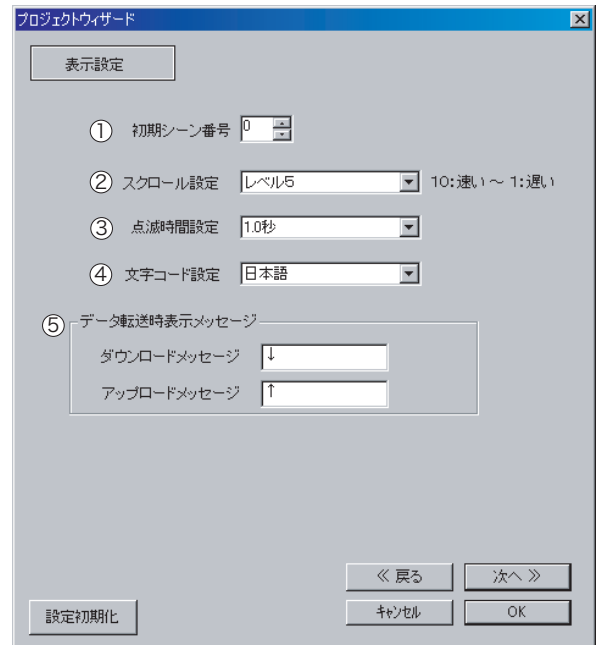 プロジェクトウィザード
表示設定
① 初期シーン番号 0
② スクロール設定 レベル5 10:速い～1:遅い
③ 点滅時間設定 1.0秒
④ 文字コード設定 日本語
⑤ データ転送時表示メッセージ
ダウンロードメッセージ ↓
アップロードメッセージ ↑
≪ 戻る 次へ ≫
設定初期化 キャンセル OK